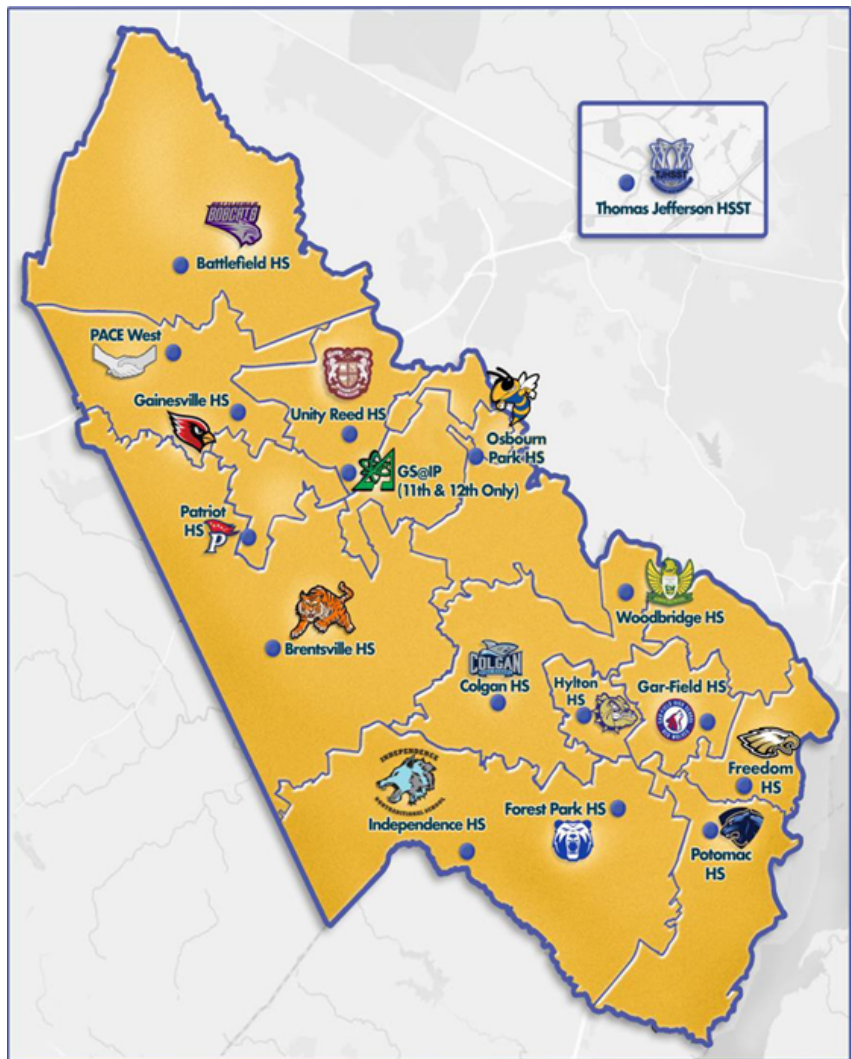 BOBCATS
Battlefield HS
TJHSST
Thomas Jefferson HSST
PACE West
Gainesville HS
Unity Reed HS
Osbourn
Park HS
GS@IP
(11th & 12th Only)
Patriot
HS
P
Brentsville HS
Woodbridge HS
COLGAN
Colgan HS
Hylton
HS
Gar-Field HS
Freedom
HS
INDEPENDENCE
NONTRADITIONAL SCHOOL
Independence HS
Forest Park HS
Potomac
HS